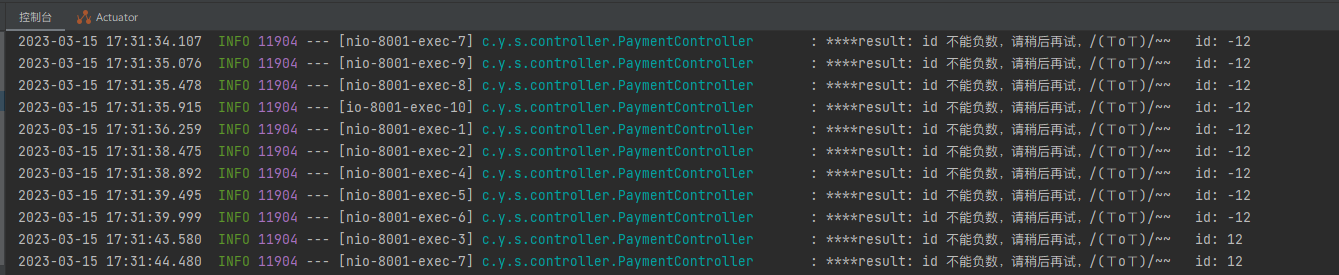 控制台 Actuator
2023-03-15 17:31:34.107  INFO 11904 --- [nio-8001-exec-7] c.y.s.controller.PaymentController       : ****result: id 不能负数，请稍后再试，/(ㄒoㄒ)/~~   id: -12
2023-03-15 17:31:35.076  INFO 11904 --- [nio-8001-exec-9] c.y.s.controller.PaymentController       : ****result: id 不能负数，请稍后再试，/(ㄒoㄒ)/~~   id: -12
2023-03-15 17:31:35.478  INFO 11904 --- [nio-8001-exec-8] c.y.s.controller.PaymentController       : ****result: id 不能负数，请稍后再试，/(ㄒoㄒ)/~~   id: -12
2023-03-15 17:31:35.915  INFO 11904 --- [io-8001-exec-10] c.y.s.controller.PaymentController       : ****result: id 不能负数，请稍后再试，/(ㄒoㄒ)/~~   id: -12
2023-03-15 17:31:36.259  INFO 11904 --- [nio-8001-exec-1] c.y.s.controller.PaymentController       : ****result: id 不能负数，请稍后再试，/(ㄒoㄒ)/~~   id: -12
2023-03-15 17:31:38.475  INFO 11904 --- [nio-8001-exec-2] c.y.s.controller.PaymentController       : ****result: id 不能负数，请稍后再试，/(ㄒoㄒ)/~~   id: -12
2023-03-15 17:31:38.892  INFO 11904 --- [nio-8001-exec-4] c.y.s.controller.PaymentController       : ****result: id 不能负数，请稍后再试，/(ㄒoㄒ)/~~   id: -12
2023-03-15 17:31:39.495  INFO 11904 --- [nio-8001-exec-5] c.y.s.controller.PaymentController       : ****result: id 不能负数，请稍后再试，/(ㄒoㄒ)/~~   id: -12
2023-03-15 17:31:39.999  INFO 11904 --- [nio-8001-exec-6] c.y.s.controller.PaymentController       : ****result: id 不能负数，请稍后再试，/(ㄒoㄒ)/~~   id: -12
2023-03-15 17:31:43.580  INFO 11904 --- [nio-8001-exec-3] c.y.s.controller.PaymentController       : ****result: id 不能负数，请稍后再试，/(ㄒoㄒ)/~~   id: 12
2023-03-15 17:31:44.480  INFO 11904 --- [nio-8001-exec-7] c.y.s.controller.PaymentController       : ****result: id 不能负数，请稍后再试，/(ㄒoㄒ)/~~   id: 12